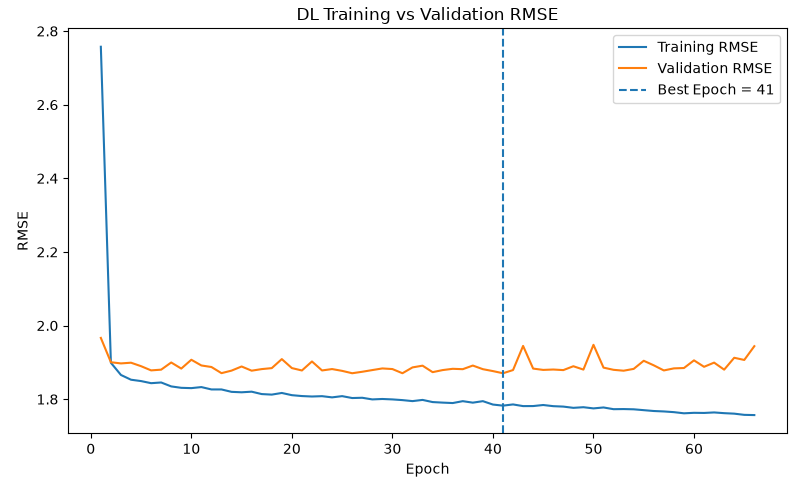 DL Training vs Validation RMSE
Training RMSE
Validation RMSE
Best Epoch = 41
2.8
2.6
2.4
2.2
2.0
1.8
RMSE
0 10 20 30 40 50 60
Epoch